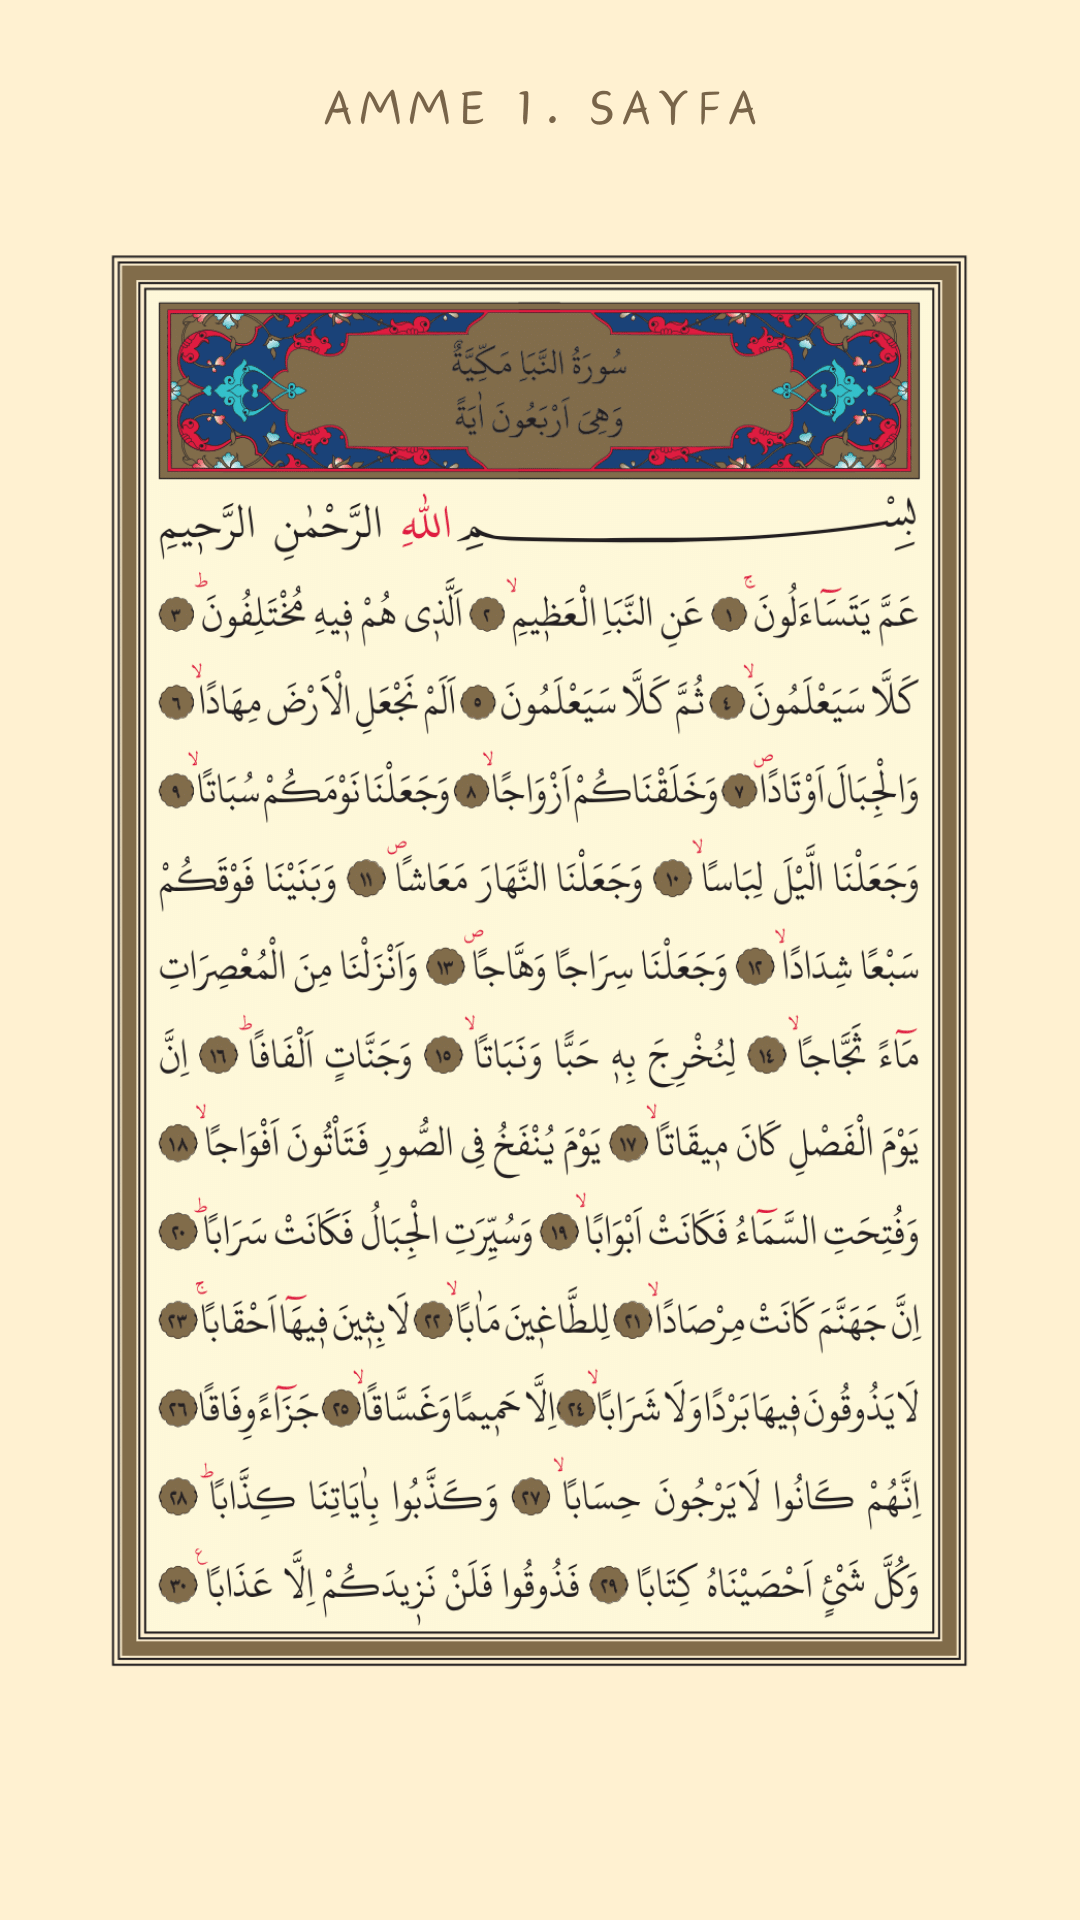 AMME 1. SAYFA
سُورَةُ النَّبَاِ مَكِّيَّةٌ
وَهِىَ اَرْبَعُونَ اٰيَةً
بِسْمِ اللّٰهِ الرَّحْمٰنِ الرَّح۪يمِ
عَمَّ يَتَسَٓاءَلُونَۚ ﴿١﴾ عَنِ النَّبَاِ الْعَظ۪يمِۙ ﴿٢﴾ اَلَّذ۪ى هُمْ ف۪يهِ مُخْتَلِفُونَۜ ﴿٣﴾
كَلَّا سَيَعْلَمُونَۙ ﴿٤﴾ ثُمَّ كَلَّا سَيَعْلَمُونَ ﴿٥﴾ اَلَمْ نَجْعَلِ الْاَرْضَ مِهَادًاۙ ﴿٦﴾
وَالْجِبَالَ اَوْتَادًاۖ ﴿٧﴾ وَخَلَقْنَاكُمْ اَزْوَاجًاۙ ﴿٨﴾ وَجَعَلْنَا نَوْمَكُمْ سُبَاتًاۙ ﴿٩﴾
وَجَعَلْنَا الَّيْلَ لِبَاسًاۙ ﴿١٠﴾ وَجَعَلْنَا النَّهَارَ مَعَاشًاۖ ﴿١١﴾ وَبَنَيْنَا فَوْقَكُمْ
سَبْعًا شِدَادًاۙ ﴿١٢﴾ وَجَعَلْنَا سِرَاجًا وَهَّاجًاۖ ﴿١٣﴾ وَاَنْزَلْنَا مِنَ الْمُعْصِرَاتِ
مَٓاءً ثَجَّاجًاۙ ﴿١٤﴾ لِنُخْرِجَ بِه۪ حَبًّا وَنَبَاتًاۙ ﴿١٥﴾ وَجَنَّاتٍ اَلْفَافًاۜ ﴿١٦﴾ اِنَّ
يَوْمَ الْفَصْلِ كَانَ م۪يقَاتًاۙ ﴿١٧﴾ يَوْمَ يُنْفَخُ فِى الصُّورِ فَتَاْتُونَ اَفْوَاجًاۙ ﴿١٨﴾
وَفُتِحَتِ السَّمَٓاءُ فَكَانَتْ اَبْوَابًاۙ ﴿١٩﴾ وَسُيِّرَتِ الْجِبَالُ فَكَانَتْ سَرَابًاۜ ﴿٢٠﴾
اِنَّ جَهَنَّمَ كَانَتْ مِرْصَادًاۙ ﴿٢١﴾ لِلطَّاغ۪ينَ مَاٰبًاۙ ﴿٢٢﴾ لَابِث۪ينَ ف۪يهَٓا اَحْقَابًاۚ ﴿٢٣﴾
لَا يَذُوقُونَ ف۪يهَا بَرْدًا وَلَا شَرَابًاۙ ﴿٢٤﴾ اِلَّا حَم۪يمًا وَغَسَّاقًاۙ ﴿٢٥﴾ جَزَٓاءً وِفَاقًا ﴿٢٦﴾
اِنَّهُمْ كَانُوا لَا يَرْجُونَ حِسَابًاۙ ﴿٢٧﴾ وَكَذَّبُوا بِاٰيَاتِنَا كِذَّابًاۜ ﴿٢٨﴾
وَكُلَّ شَىْءٍ اَحْصَيْنَاهُ كِتَابًا ﴿٢٩﴾ فَذُوقُوا فَلَنْ نَز۪يدَكُمْ اِلَّا عَذَابًا ع ﴿٣٠﴾